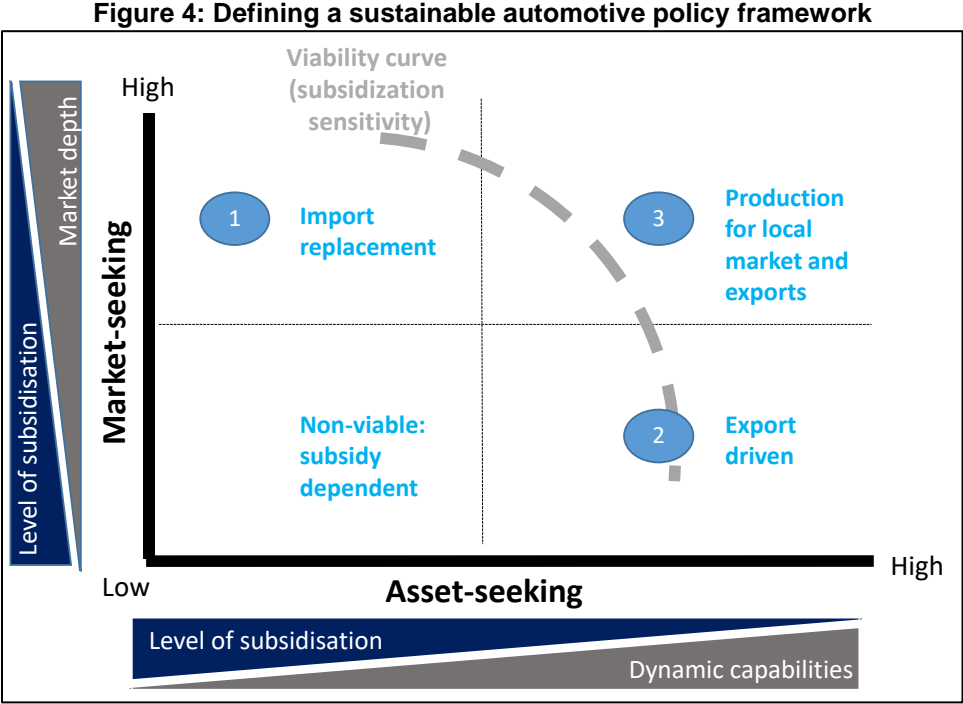 Figure 4: Defining a sustainable automotive policy framework
Viability curve
(subsidization
sensitivity)
High
Market depth
Level of subsidisation
Market-seeking
1
Import
replacement
3
Production
for local
market and
exports
Non-viable:
subsidy
dependent
2
Export
driven
Low
Asset-seeking
High
Level of subsidisation
Dynamic capabilities